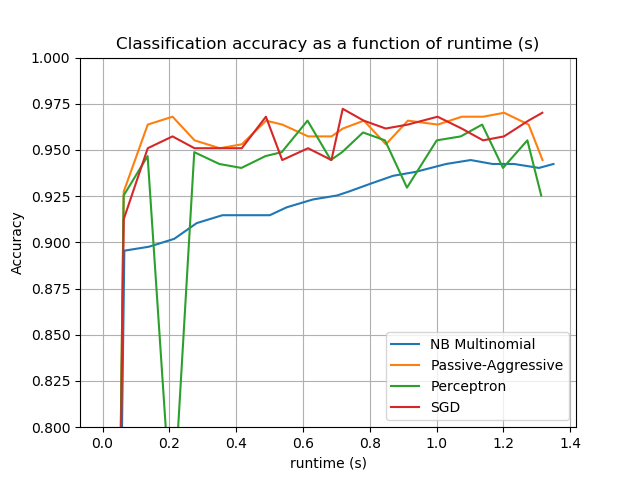 Classification accuracy as a function of runtime (s)
1.000
0.975
0.950
0.925
0.900
0.875
0.850
0.825
0.800
Accuracy
NB Multinomial
Passive-Aggressive
Perceptron
SGD
0.0 0.2 0.4 0.6 0.8 1.0 1.2 1.4
runtime (s)